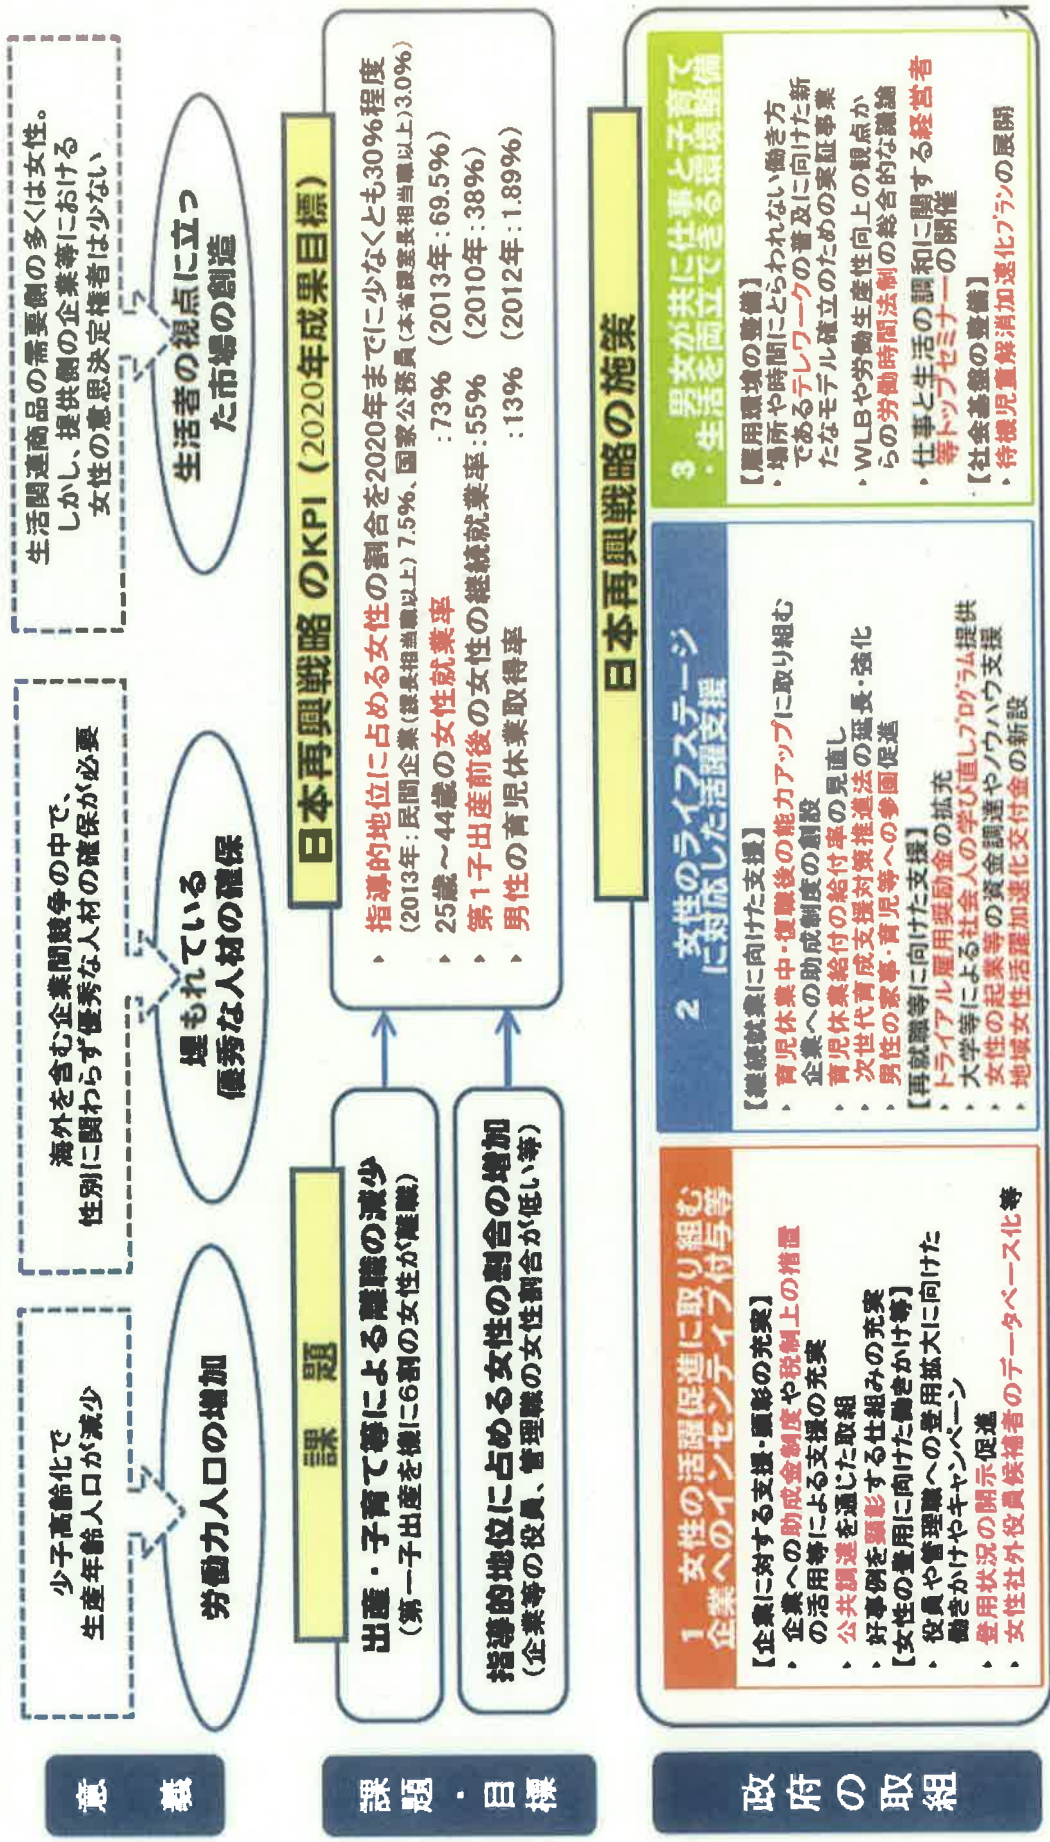 意義
少子高齢化で
生産年齢人口が減少
労働力人口の増加
海外を含む企業間競争の中で、
性別に関わらず優秀な人材の確保が必要
埋もれている
優秀な人材の確保
生活関連商品の需要側の多くは女性。
しかし、提供側の企業等における
女性の意思決定権者は少ない
生活者の視点に立っ
た市場の創造
課題・目標
課題
出産・子育て等による離職の減少
(第一子出産を機に6割の女性が離職)
指導的地位に占める女性の割合の増加
(企業等の役員、管理職の女性割合が低い等)
日本再興戦略のKPI(2020年成果目標)
▸ 指導的地位に占める女性の割合を2020年までに少なくとも30%程度
(2013年:民間企業(課長相当職以上)7.5%、国家公務員(本省課室長相当職以上)3.0%)
▸ 25歳～44歳の女性就業率 :73% (2013年:69.5%)
▸ 第1子出産前後の女性の継続就業率:55% (2010年:38%)
▸ 男性の育児休業取得率 :13% (2012年:1.89%)
政府の取組
日本再興戦略の施策
1 女性の活躍促進に取り組む
企業へのインセンティブ付与等
【企業に対する支援・顕彰の充実】
▸ 企業への助成金制度や税制上の措置
の活用等による支援の充実
▸ 公共調達を通じた取組
▸ 好事例を顕彰する仕組みの充実
【女性の登用に向けた働きかけ等】
▸ 役員や管理職への登用拡大に向けた
働きかけやキャンペーン
▸ 登用状況の開示促進
▸ 女性社外役員候補者のデータベース化等
2 女性のライフステージ
に対応した活躍支援
【継続就業に向けた支援】
▸ 育児休業中・復職後の能力アップに取り組む
企業への助成制度の創設
▸ 育児休業給付の給付率の見直し
▸ 次世代育成支援対策推進法の延長・強化
▸ 男性の家事・育児等への参画促進
【再就職等に向けた支援】
▸ トライアル雇用奨励金の拡充
▸ 大学等による社会人の学び直しプログラム提供
▸ 女性の起業等の資金調達やノウハウ支援
▸ 地域女性活躍加速化交付金の新設
3 男女が共に仕事と子育て
・生活を両立できる環境整備
【雇用環境の整備】
▸ 場所や時間にとらわれない働き方
であるテレワークの普及に向けた新
たなモデル確立のための実証事業
▸ WLBや労働生産性向上の観点か
らの労働時間法制の総合的な議論
▸ 仕事と生活の調和に関する経営者
等トップセミナーの開催
【社会基盤の整備】
▸ 待機児童解消加速化プランの展開
1